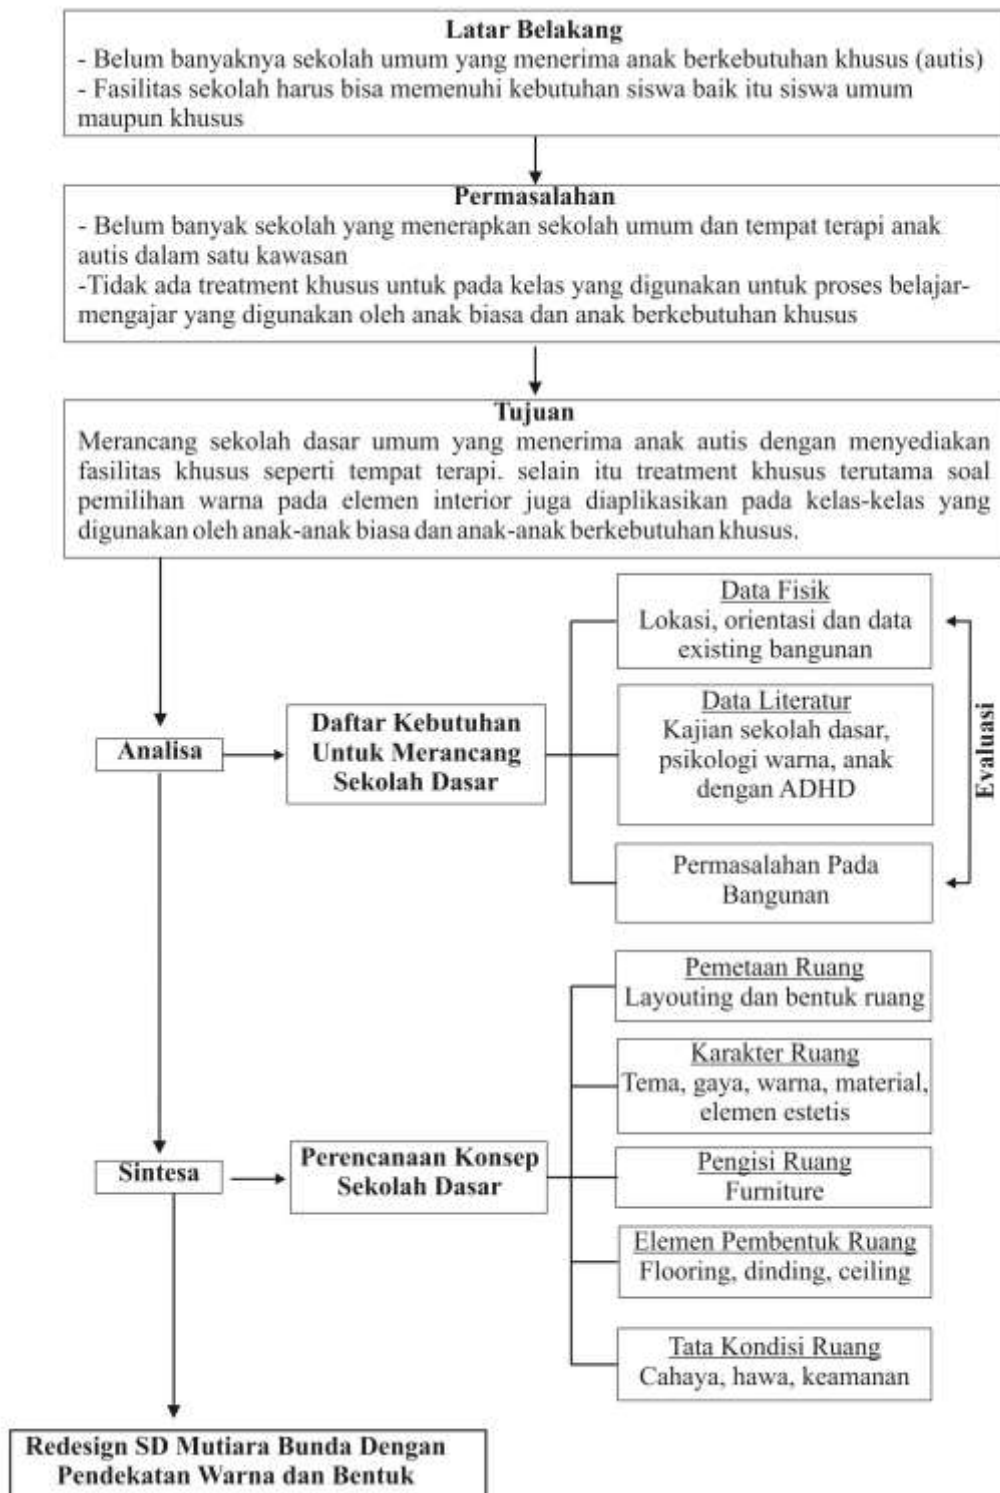 Latar Belakang
- Belum banyaknya sekolah umum yang menerima anak berkebutuhan khusus (autis)
- Fasilitas sekolah harus bisa memenuhi kebutuhan siswa baik itu siswa umum
maupun khusus
Permasalahan
- Belum banyak sekolah yang menerapkan sekolah umum dan tempat terapi anak
autis dalam satu kawasan
-Tidak ada treatment khusus untuk pada kelas yang digunakan untuk proses belajar-
mengajar yang digunakan oleh anak biasa dan anak berkebutuhan khusus
Tujuan
Merancang sekolah dasar umum yang menerima anak autis dengan menyediakan
fasilitas khusus seperti tempat terapi. selain itu treatment khusus terutama soal
pemilihan warna pada elemen interior juga diaplikasikan pada kelas-kelas yang
digunakan oleh anak-anak biasa dan anak-anak berkebutuhan khusus.
Analisa
Daftar Kebutuhan
Untuk Merancang
Sekolah Dasar
Data Fisik
Lokasi, orientasi dan data
existing bangunan
Data Literatur
Kajian sekolah dasar,
psikologi warna, anak
dengan ADHD
Permasalahan Pada
Bangunan
Evaluasi
Sintesa
Perencanaan Konsep
Sekolah Dasar
Pemetaan Ruang
Layouting dan bentuk ruang
Karakter Ruang
Tema, gaya, warna, material,
elemen estetis
Pengisi Ruang
Furniture
Elemen Pembentuk Ruang
Flooring, dinding, ceiling
Tata Kondisi Ruang
Cahaya, hawa, keamanan
Redesign SD Mutiara Bunda Dengan
Pendekatan Warna dan Bentuk